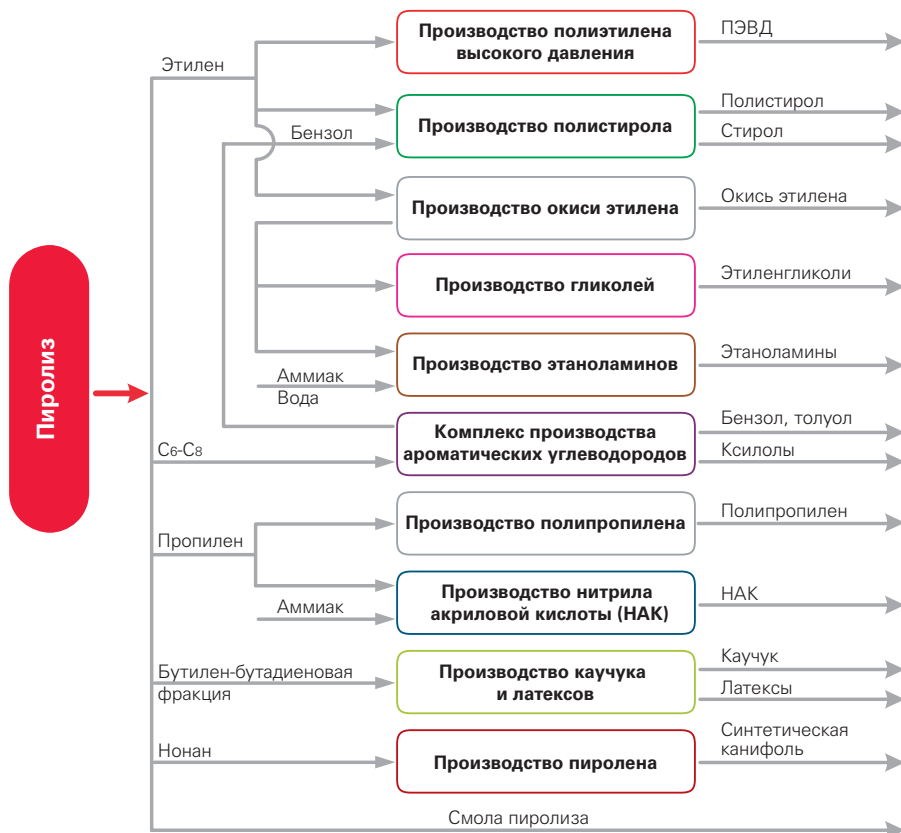 Пиролиз
Этилен
Производство полиэтилена
высокого давления
ПЭВД
Бензол
Производство полистирола
Полистирол
Стирол
Производство окиси этилена
Окись этилена
Производство гликолей
Этиленгликоли
Аммиак
Вода
Производство этаноламинов
Этаноламины
C6-C8
Комплекс производства
ароматических углеводородов
Бензол, толуол
Ксилолы
Пропилен
Производство полипропилена
Полипропилен
Аммиак
Производство нитрила
акриловой кислоты (НАК)
НАК
Бутилен-бутадиеновая
фракция
Производство каучука
и латексов
Каучук
Латексы
Нонан
Производство пиролена
Синтетическая
канифоль
Смола пиролиза